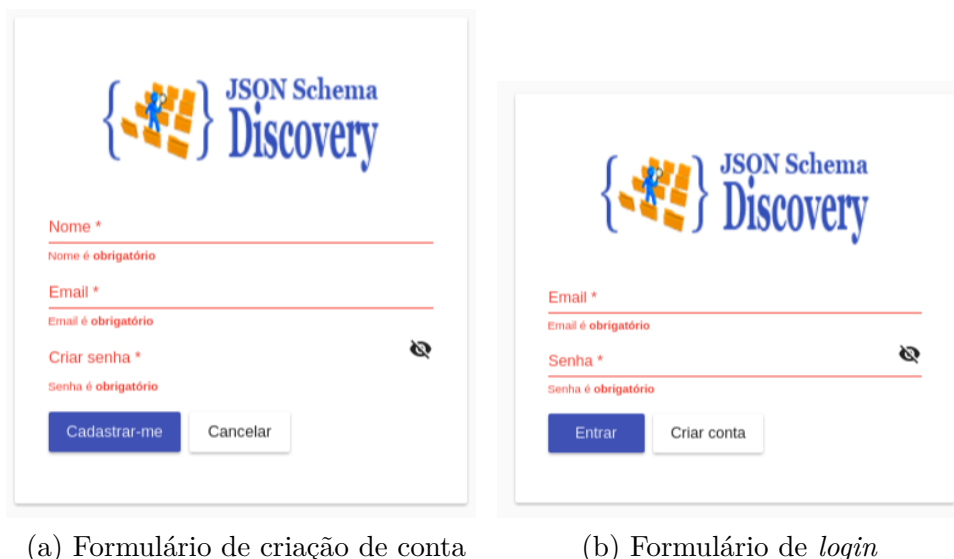 JSON Schema
Discovery
Nome *
Nome é obrigatório
Email *
Email é obrigatório
Criar senha *
Senha é obrigatório
Cadastrar-me
Cancelar
(a) Formulário de criação de conta
JSON Schema
Discovery
Email *
Email é obrigatório
Senha *
Senha é obrigatório
Entrar
Criar conta
(b) Formulário de login